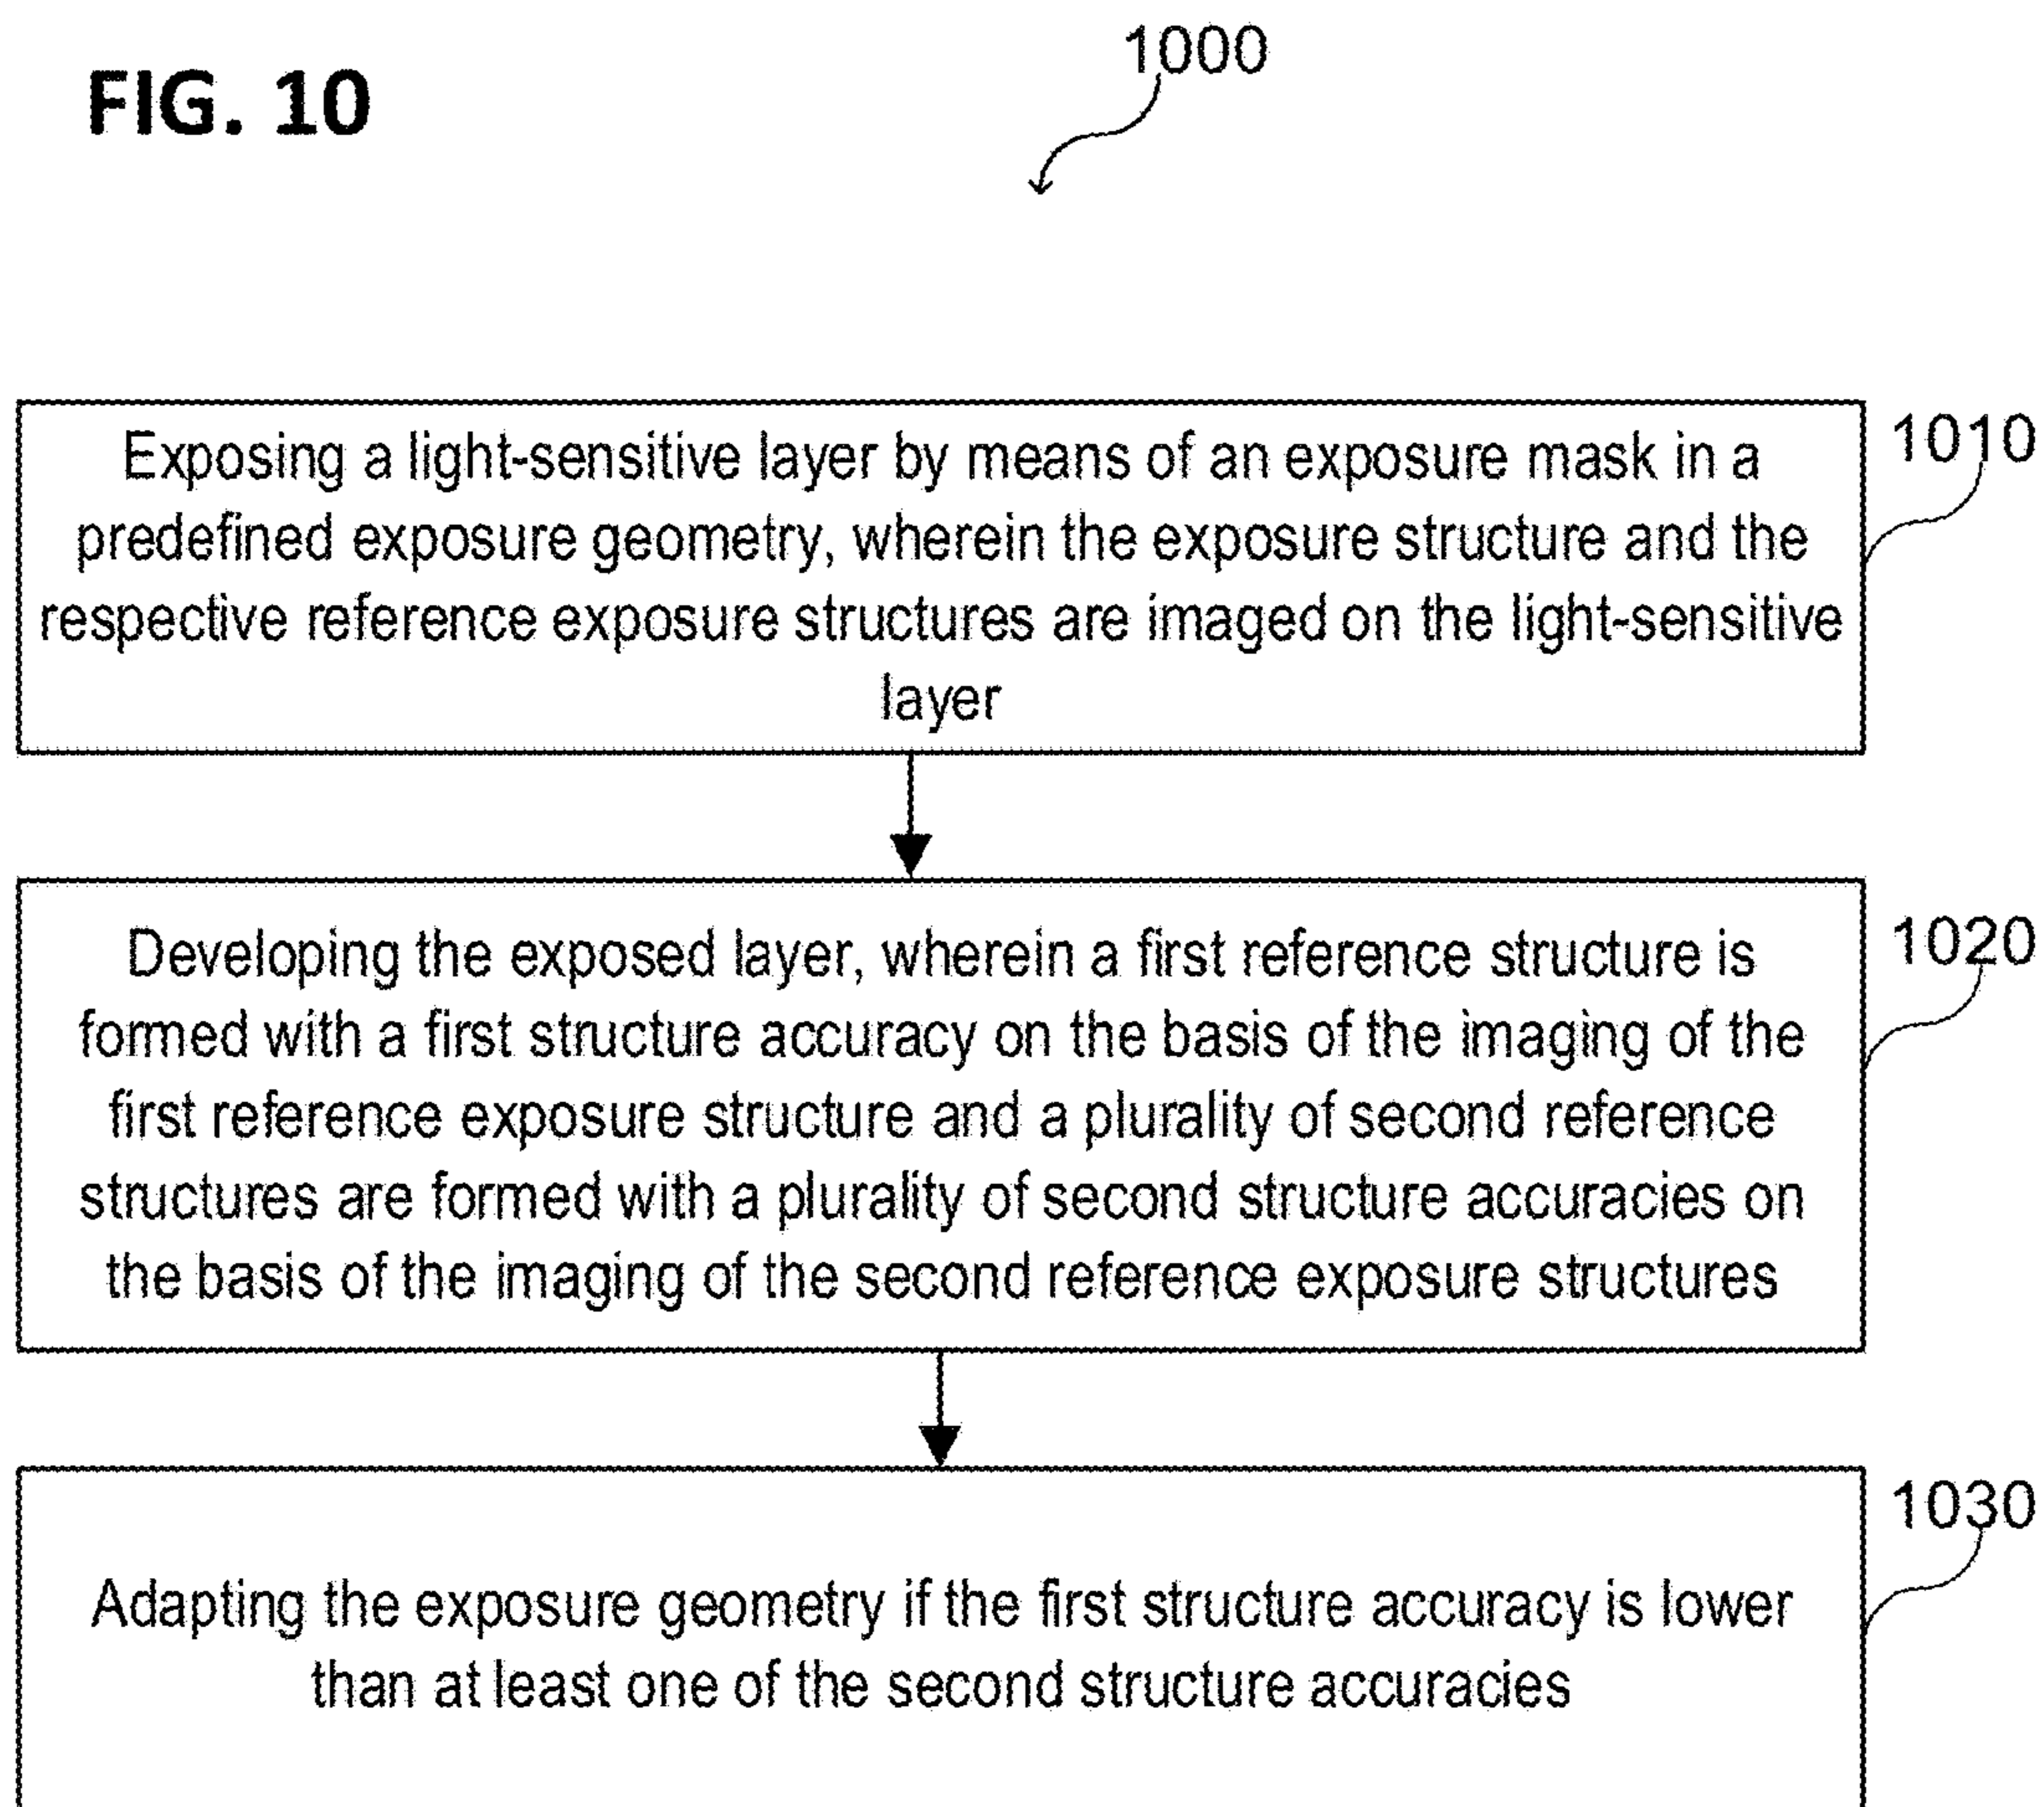 FIG. 10
1000
Exposing a light-sensitive layer by means of an exposure mask in a
predefined exposure geometry, wherein the exposure structure and the
respective reference exposure structures are imaged on the light-sensitive
layer
1010
Developing the exposed layer, wherein a first reference structure is
formed with a first structure accuracy on the basis of the imaging of the
first reference exposure structure and a plurality of second reference
structures are formed with a plurality of second structure accuracies on
the basis of the imaging of the second reference exposure structures
1020
Adapting the exposure geometry if the first structure accuracy is lower
than at least one of the second structure accuracies
1030